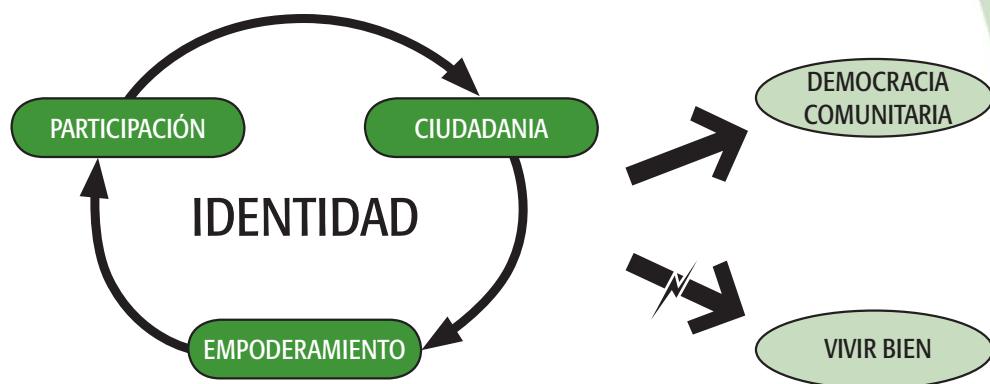 PARTICIPACIÓN
CIUDADANIA
IDENTIDAD
EMPODERAMIENTO
DEMOCRACIA
COMUNITARIA
VIVIR BIEN